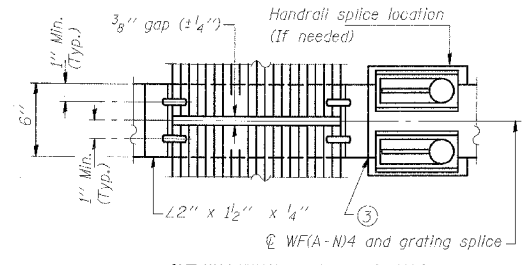 3/8" gap (±1/4")
Handrail splice location
(If needed)
1" Min.
(Typ.)
6"
1" Min.
(Typ.)
∠2" x 1 1/2" x 1/4"
3
℄ WF(A-N)4 and grating splice